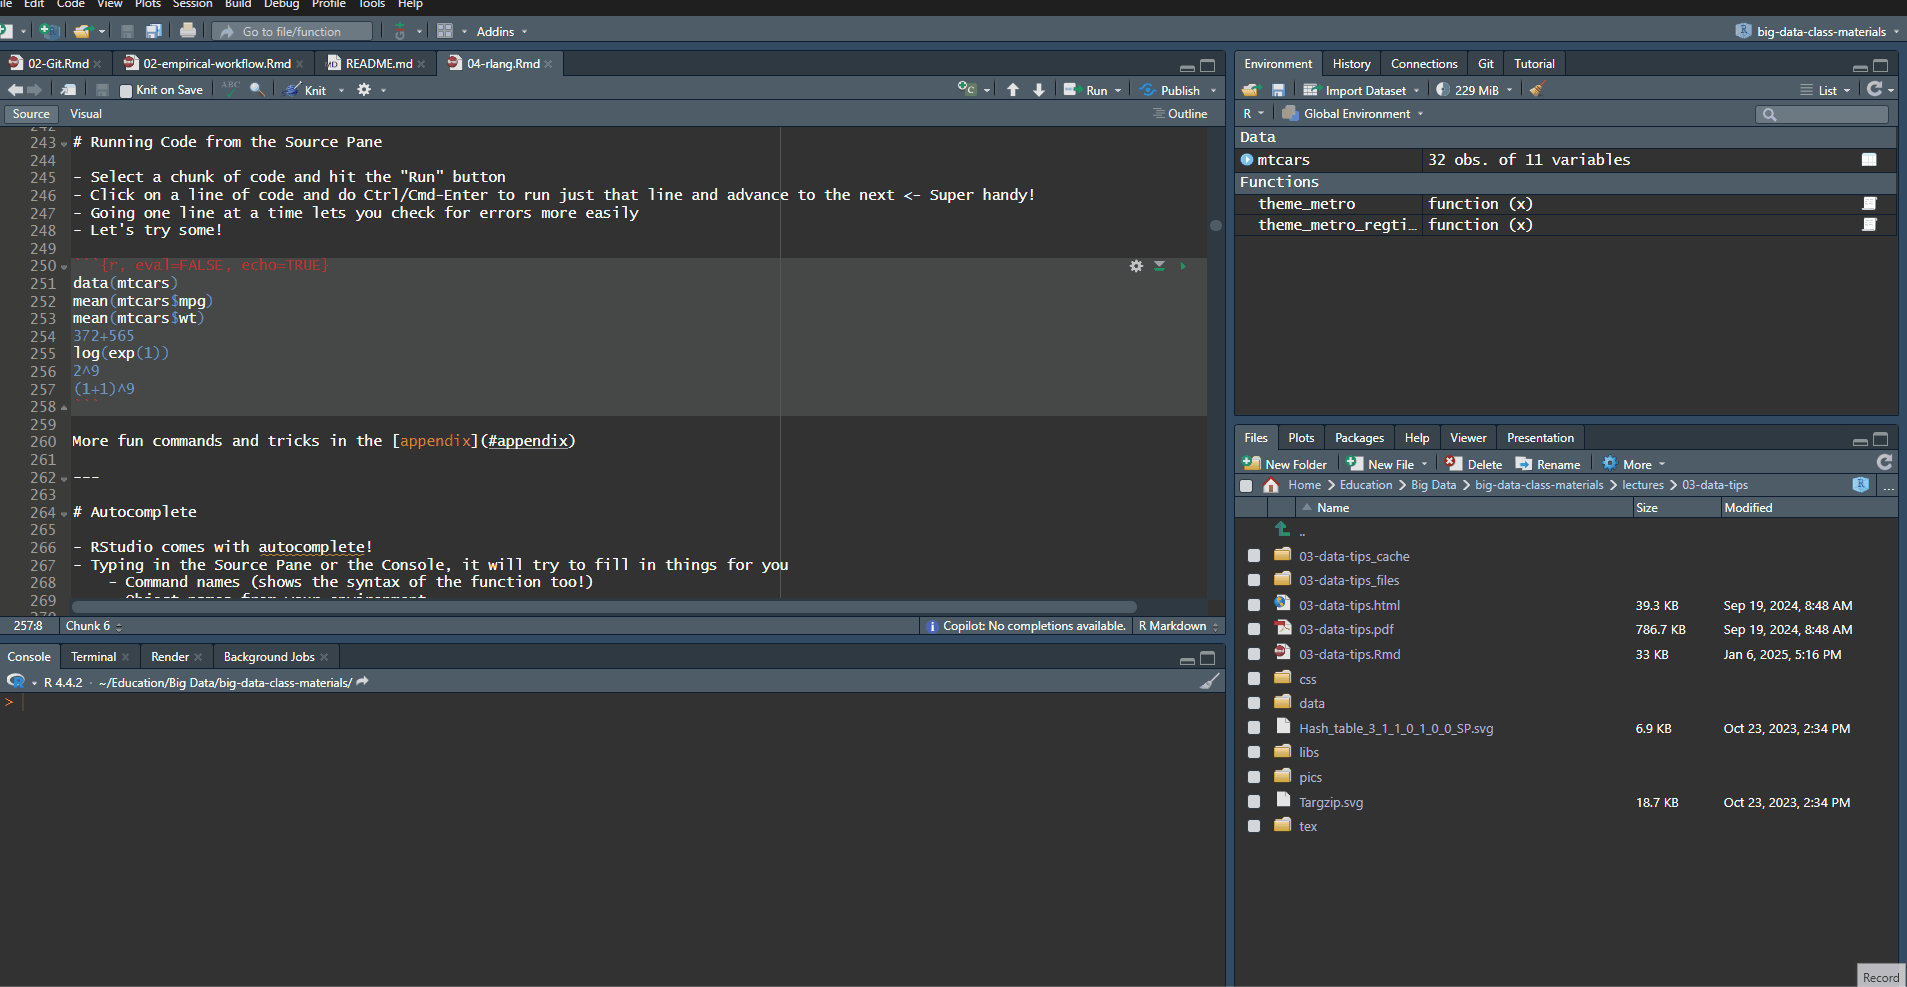 ile Edit Code View Plots Session Build Debug Profile Tools Help
Go to file/function Addins big-data-class-materials
02-Git.Rmd 02-empirical-workflow.Rmd README.md 04-rlang.Rmd
Knit on Save ABC Knit Run Publish
Source Visual Outline
242
243 # Running Code from the Source Pane
244
245 - Select a chunk of code and hit the "Run" button
246 - Click on a line of code and do Ctrl/Cmd-Enter to run just that line and advance to the next <- Super handy!
247 - Going one line at a time lets you check for errors more easily
248 - Let's try some!
249
250 ```{r, eval=FALSE, echo=TRUE}
251 data(mtcars)
252 mean(mtcars$mpg)
253 mean(mtcars$wt)
254 372+565
255 log(exp(1))
256 2^9
257 (1+1)^9
258 ```
259
260 More fun commands and tricks in the [appendix](#appendix)
261
262 ---
263
264 # Autocomplete
265
266 - RStudio comes with autocomplete!
267 - Typing in the Source Pane or the Console, it will try to fill in things for you
268 - Command names (shows the syntax of the function too!)
269 - Object names from your environment
270
257:8 Chunk 6 Copilot: No completions available. R Markdown
Console Terminal Render Background Jobs
R 4.4.2 · ~/Education/Big Data/big-data-class-materials/
>
Environment History Connections Git Tutorial
Import Dataset 229 MiB List
R Global Environment
Data
mtcars 32 obs. of 11 variables
Functions
theme_metro function (x)
theme_metro_regti… function (x)
Files Plots Packages Help Viewer Presentation
New Folder New File Delete Rename More
Home Education Big Data big-data-class-materials lectures 03-data-tips ...
Name Size Modified
..
03-data-tips_cache
03-data-tips_files
03-data-tips.html 39.3 KB Sep 19, 2024, 8:48 AM
03-data-tips.pdf 786.7 KB Sep 19, 2024, 8:48 AM
03-data-tips.Rmd 33 KB Jan 6, 2025, 5:16 PM
css
data
Hash_table_3_1_1_0_1_0_0_SP.svg 6.9 KB Oct 23, 2023, 2:34 PM
libs
pics
Targzip.svg 18.7 KB Oct 23, 2023, 2:34 PM
tex
Record